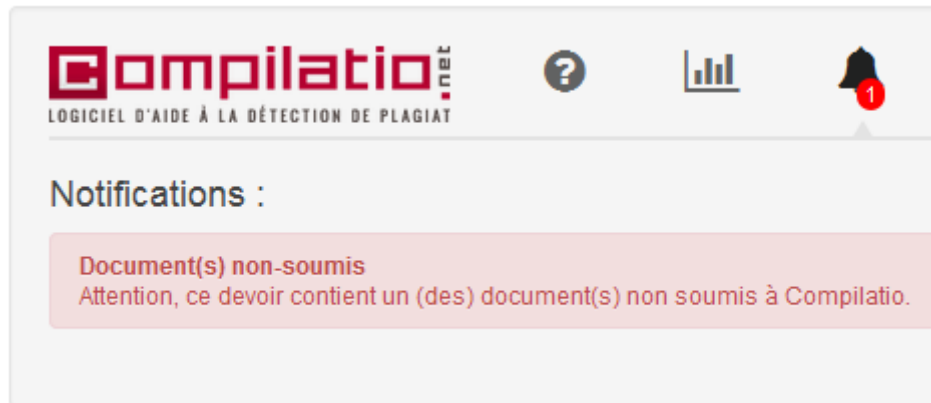 Compilatio.net
LOGICIEL D'AIDE À LA DÉTECTION DE PLAGIAT
?
1
Notifications :
Document(s) non-soumis
Attention, ce devoir contient un (des) document(s) non soumis à Compilatio.